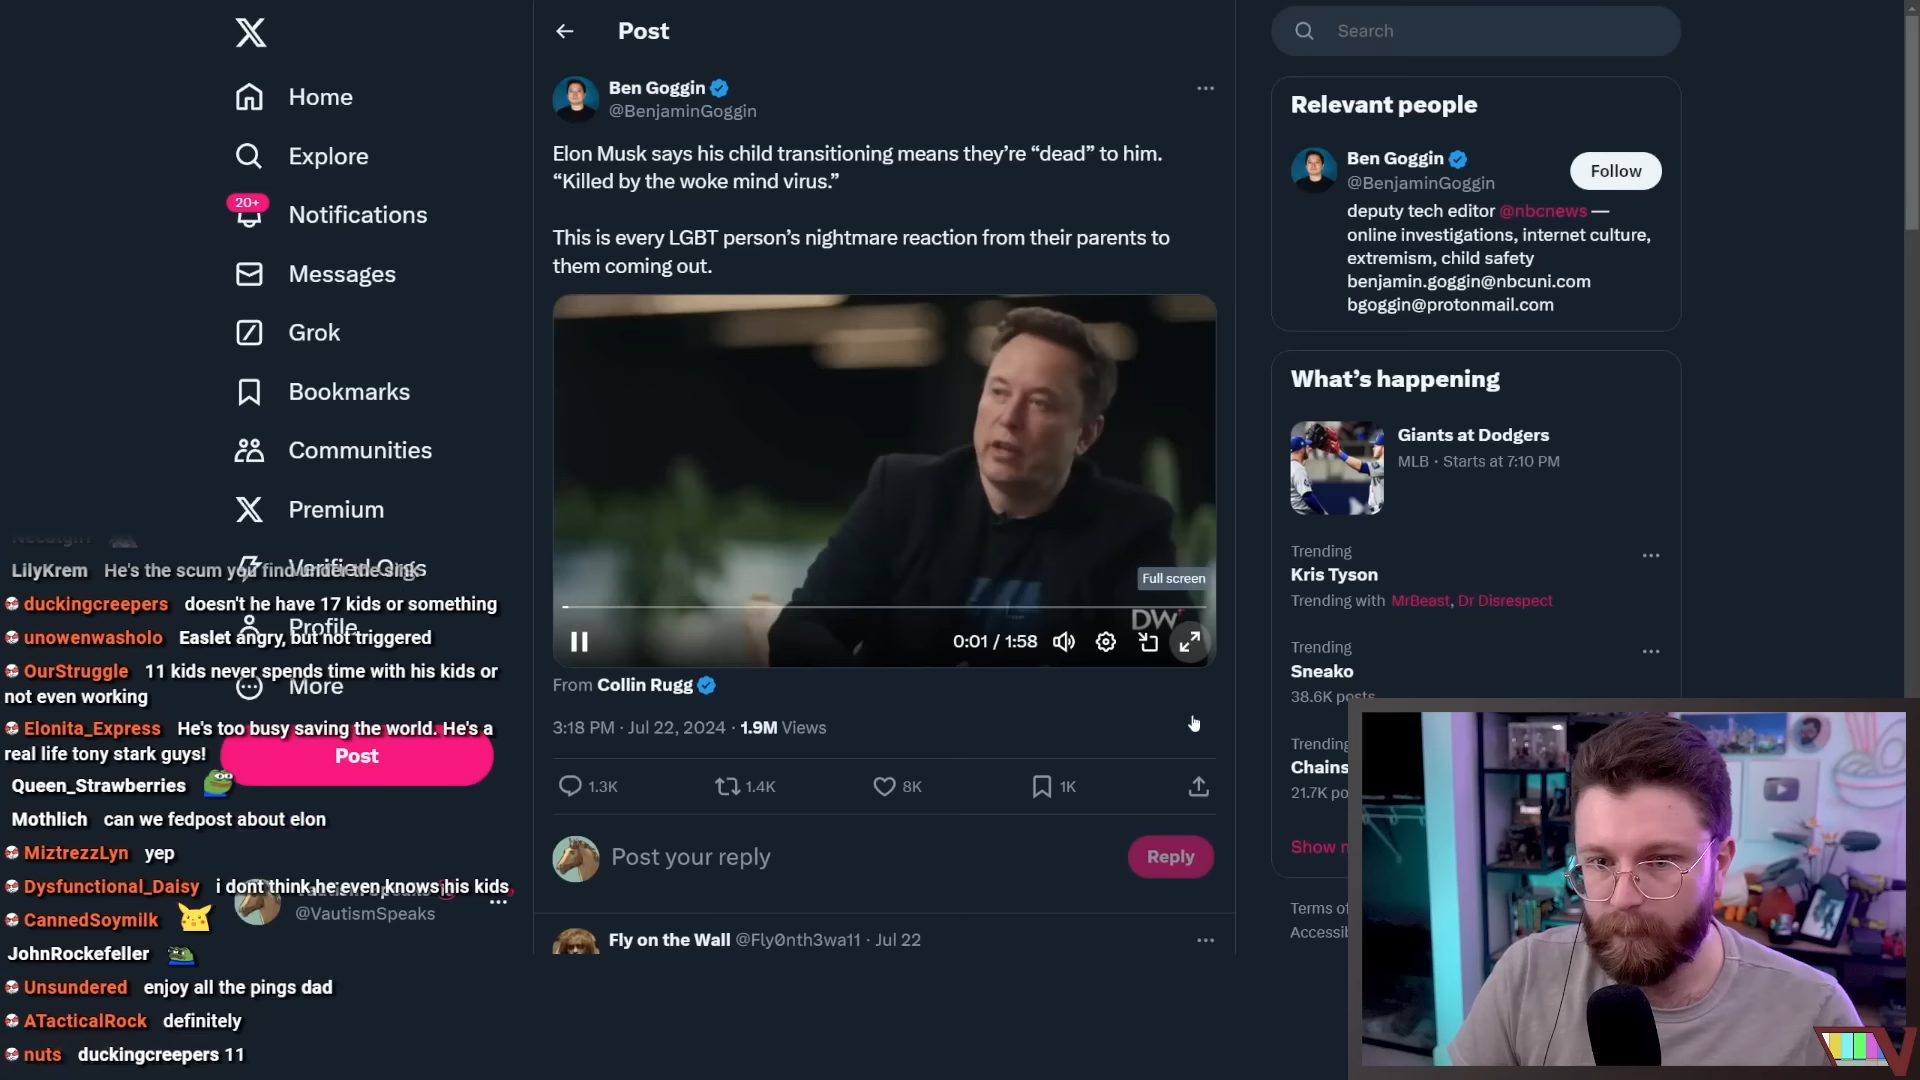 Home
Explore
20+
Notifications
Messages
Grok
Bookmarks
Communities
Premium
Verified Orgs
Profile
More
Post
@VautismSpeaks
LilyKrem He's the scum you find under the sink
duckingcreepers doesn't he have 17 kids or something
unowenwasholo Easlet angry, but not triggered
OurStruggle 11 kids never spends time with his kids or
not even working
Elonita_Express He's too busy saving the world. He's a
real life tony stark guys!
Queen_Strawberries
Mothlich can we fedpost about elon
MiztrezzLyn yep
Dysfunctional_Daisy i dont think he even knows his kids
CannedSoymilk
JohnRockefeller
Unsundered enjoy all the pings dad
ATacticalRock definitely
nuts duckingcreepers 11
Post
Ben Goggin
@BenjaminGoggin
Elon Musk says his child transitioning means they're “dead” to him.
“Killed by the woke mind virus.”
This is every LGBT person's nightmare reaction from their parents to
them coming out.
Full screen
DW
0:01 / 1:58
From Collin Rugg
3:18 PM · Jul 22, 2024 · 1.9M Views
1.3K 1.4K 8K 1K
Post your reply
Reply
Fly on the Wall @Fly0nth3wa11 · Jul 22
Search
Relevant people
Ben Goggin
@BenjaminGoggin
Follow
deputy tech editor @nbcnews —
online investigations, internet culture,
extremism, child safety
benjamin.goggin@nbcuni.com
bgoggin@protonmail.com
What's happening
Giants at Dodgers
MLB · Starts at 7:10 PM
Trending
Kris Tyson
Trending with MrBeast, Dr Disrespect
Trending
Sneako
38.6K posts
Trending
Chains
21.7K po
Show
Terms of
Accessib